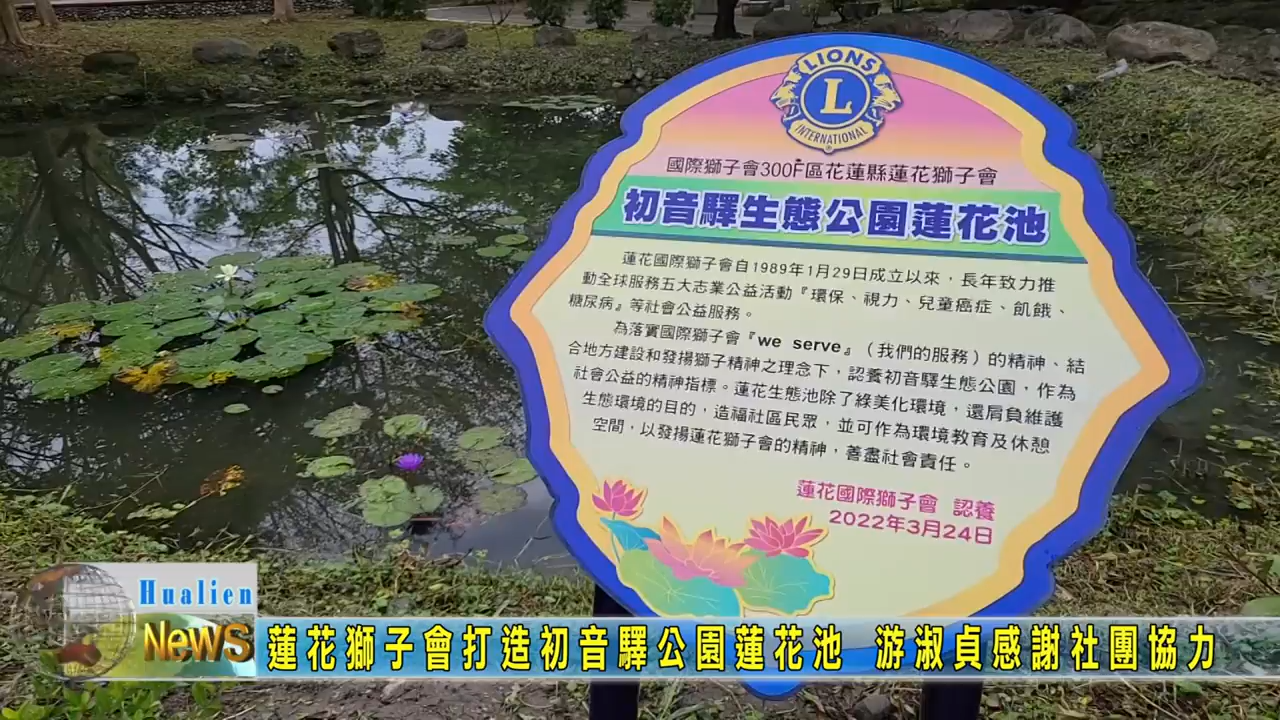 LIONS
L
INTERNATIONAL
國際獅子會300F區花蓮縣蓮花獅子會
初音驛生態公園蓮花池
蓮花國際獅子會自1989年1月29日成立以來，長年致力推
動全球服務五大志業公益活動『環保、視力、兒童癌症、飢餓、
糖尿病』等社會公益服務。
為落實國際獅子會『we serve』（我們的服務）的精神、結
合地方建設和發揚獅子精神之理念下，認養初音驛生態公園，作為
社會公益的精神指標。蓮花生態池除了綠美化環境，還肩負維護
生態環境的目的，造福社區民眾，並可作為環境教育及休憩
空間，以發揚蓮花獅子會的精神，善盡社會責任。
蓮花國際獅子會 認養
2022年3月24日
Hualien
News
蓮花獅子會打造初音驛公園蓮花池 游淑貞感謝社團協力